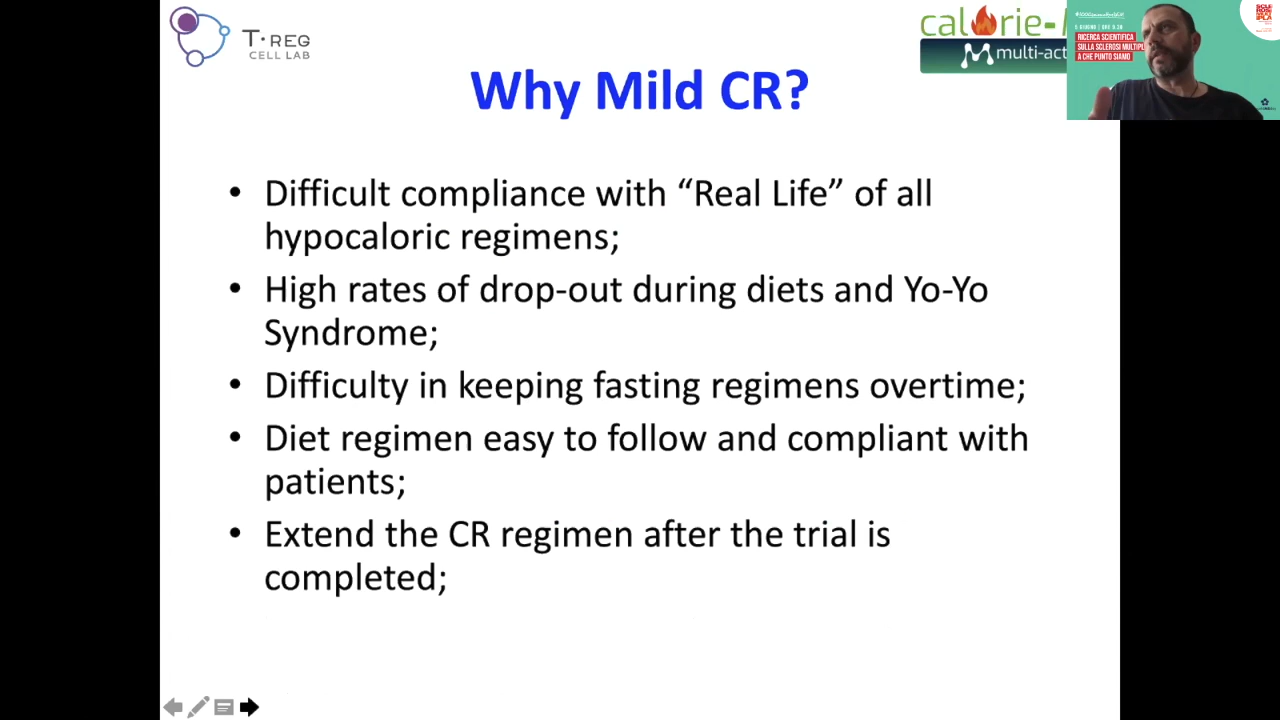 T·REG
CELL LAB
calorie-
multi-act
RICERCA SCIENTIFICA
SULLA SCLEROSI MULTIPL
A CHE PUNTO SIAMO
Why Mild CR?
• Difficult compliance with “Real Life” of all
hypocaloric regimens;
• High rates of drop-out during diets and Yo-Yo
Syndrome;
• Difficulty in keeping fasting regimens overtime;
• Diet regimen easy to follow and compliant with
patients;
• Extend the CR regimen after the trial is
completed;